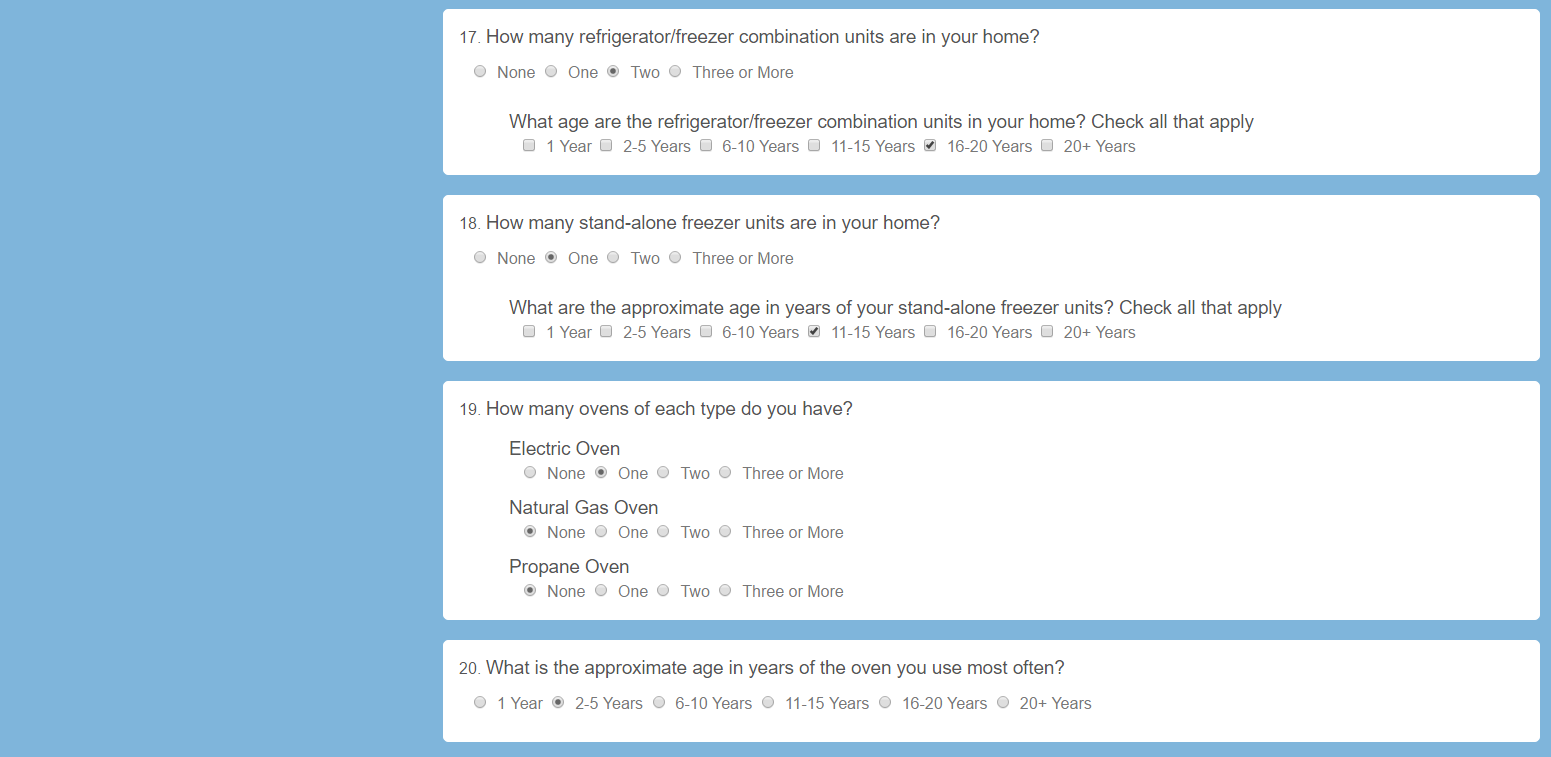 17. How many refrigerator/freezer combination units are in your home?
None One Two Three or More
What age are the refrigerator/freezer combination units in your home? Check all that apply
1 Year 2-5 Years 6-10 Years 11-15 Years 16-20 Years 20+ Years
18. How many stand-alone freezer units are in your home?
None One Two Three or More
What are the approximate age in years of your stand-alone freezer units? Check all that apply
1 Year 2-5 Years 6-10 Years 11-15 Years 16-20 Years 20+ Years
19. How many ovens of each type do you have?
Electric Oven
None One Two Three or More
Natural Gas Oven
None One Two Three or More
Propane Oven
None One Two Three or More
20. What is the approximate age in years of the oven you use most often?
1 Year 2-5 Years 6-10 Years 11-15 Years 16-20 Years 20+ Years